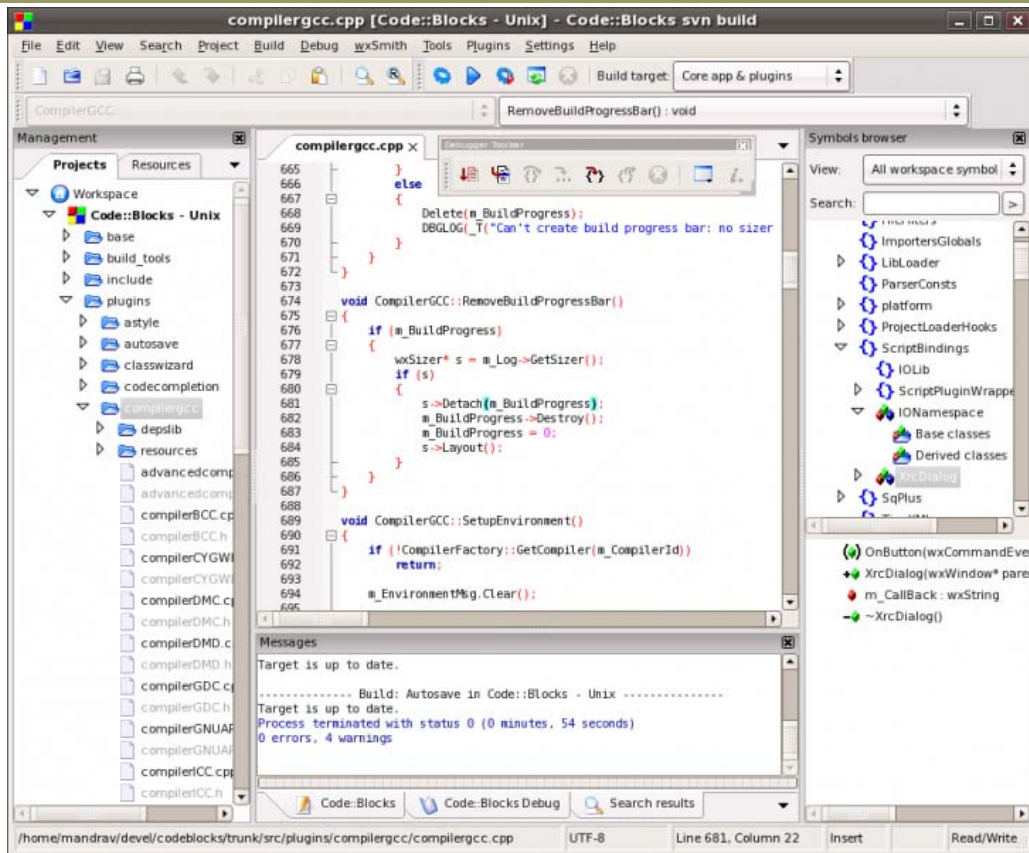 compilergcc.cpp [Code::Blocks - Unix] - Code::Blocks svn build
File Edit View Search Project Build Debug wxSmith Tools Plugins Settings Help
Build target: Core app & plugins
CompilerGCC::
RemoveBuildProgressBar() : void
Management
Projects Resources
Workspace
Code::Blocks - Unix
base
build_tools
include
plugins
astyle
autosave
classwizard
codecompletion
compilergcc
depslib
resources
advancedcomp
advancedcomp
compilerBCC.cp
compilerBCC.h
compilerCYGWI
compilerCYGWI
compilerDMC.cp
compilerDMC.h
compilerDMD.c
compilerDMD.h
compilerGDC.cp
compilerGDC.h
compilerGNUAR
compilerGNUAR
compilerICC.cpp
compilerICC.h
compilergcc.cpp
Debugger Toolbar
665 }
666 else
667 {
668 Delete(m_BuildProgress);
669 DBGLOG(_T("Can't create build progress bar: no sizer
670 }
671 }
672 }
673
674 void CompilerGCC::RemoveBuildProgressBar()
675 {
676 if (m_BuildProgress)
677 {
678 wxSizer* s = m_Log->GetSizer();
679 if (s)
680 {
681 s->Detach(m_BuildProgress);
682 m_BuildProgress->Destroy();
683 m_BuildProgress = 0;
684 s->Layout();
685 }
686 }
687 }
688
689 void CompilerGCC::SetupEnvironment()
690 {
691 if (!CompilerFactory::GetCompiler(m_CompilerId))
692 return;
693
694 m_EnvironmentMsg.Clear();
695
Messages
Target is up to date.
-------------- Build: Autosave in Code::Blocks - Unix ---------------
Target is up to date.
Process terminated with status 0 (0 minutes, 54 seconds)
0 errors, 4 warnings
Code::Blocks Code::Blocks Debug Search results
Symbols browser
View: All workspace symbol
Search: >
ImportersGlobals
LibLoader
ParserConsts
platform
ProjectLoaderHooks
ScriptBindings
IOLib
ScriptPluginWrappe
IONamespace
Base classes
Derived classes
XrcDialog
SqPlus
OnButton(wxCommandEve
XrcDialog(wxWindow* pare
m_CallBack : wxString
~XrcDialog()
/home/mandrav/devel/codeblocks/trunk/src/plugins/compilergcc/compilergcc.cpp UTF-8 Line 681, Column 22 Insert Read/Write